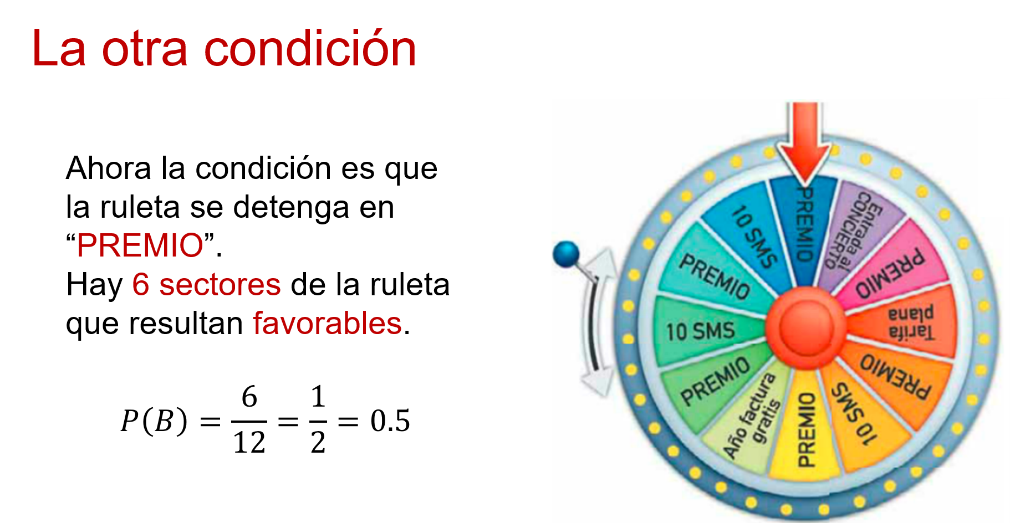 La otra condición
Ahora la condición es que
la ruleta se detenga en
“PREMIO”.
Hay 6 sectores de la ruleta
que resultan favorables.
P(B) = 6/12 = 1/2 = 0.5
PREMIO
Entrada al
CONCIERTO
PREMIO
Tarifa
plana
PREMIO
10 SMS
PREMIO
Año factura
gratis
PREMIO
10 SMS
PREMIO
10 SMS